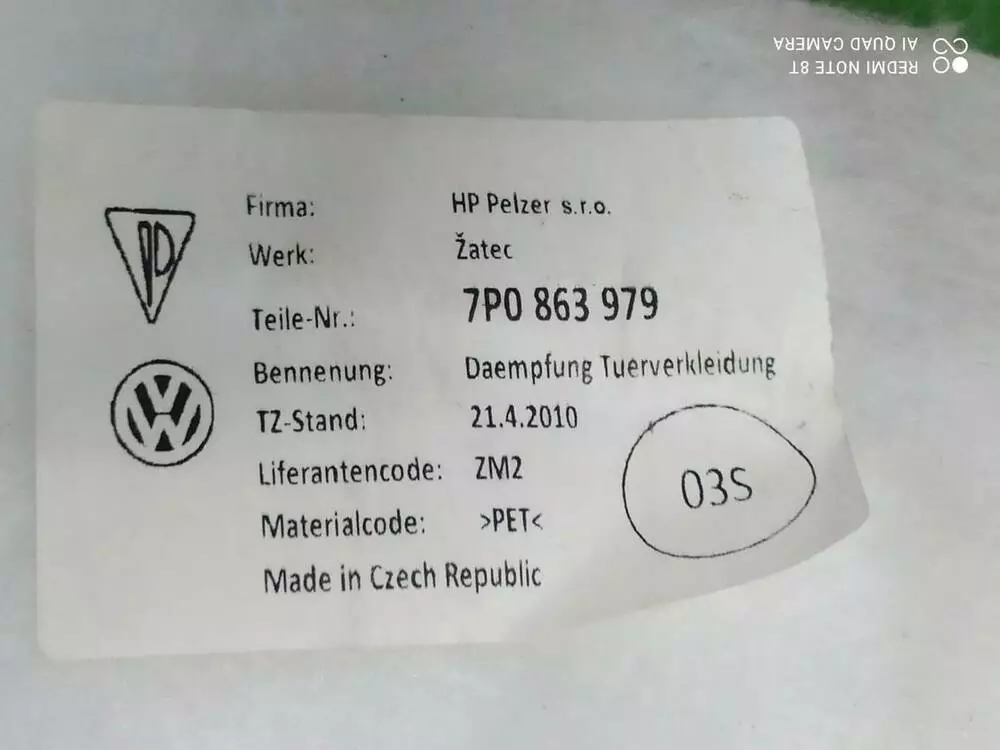 REDMI NOTE 8T
AI QUAD CAMERA
Firma: HP Pelzer s.r.o.
Werk: Žatec
Teile-Nr.: 7P0 863 979
Bennenung: Daempfung Tuerverkleidung
TZ-Stand: 21.4.2010
Liferantencode: ZM2
Materialcode: >PET<
Made in Czech Republic
03S